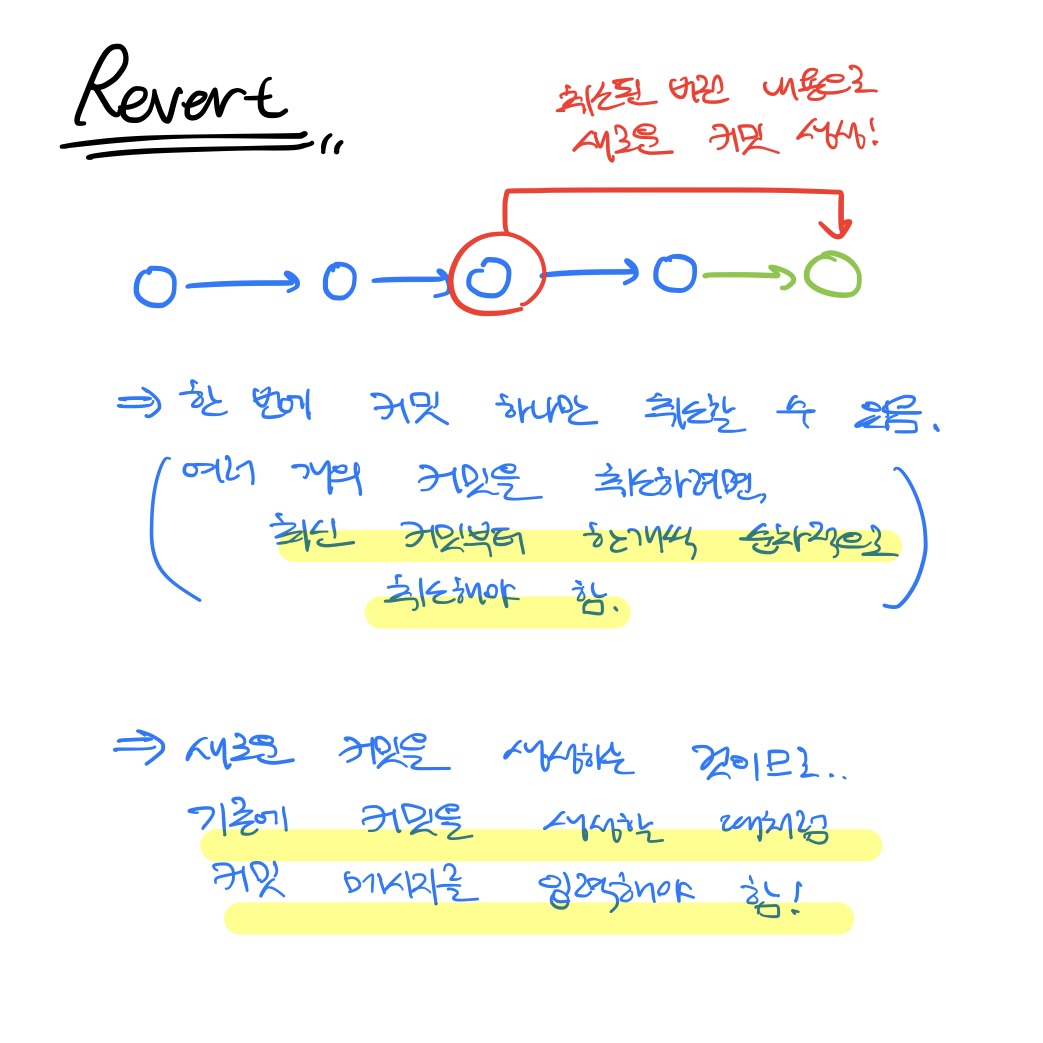 Revert..
취소된 버전 내용으로
새로운 커밋 생성!
⇒ 한 번에 커밋 하나만 취소할 수 있음.
(여러 개의 커밋을 취소하려면,
최신 커밋부터 한개씩 순차적으로
취소해야 함.)
⇒ 새로운 커밋을 생성하는 것이므로..
기존에 커밋을 생성할 때처럼
커밋 메시지를 입력해야 함!